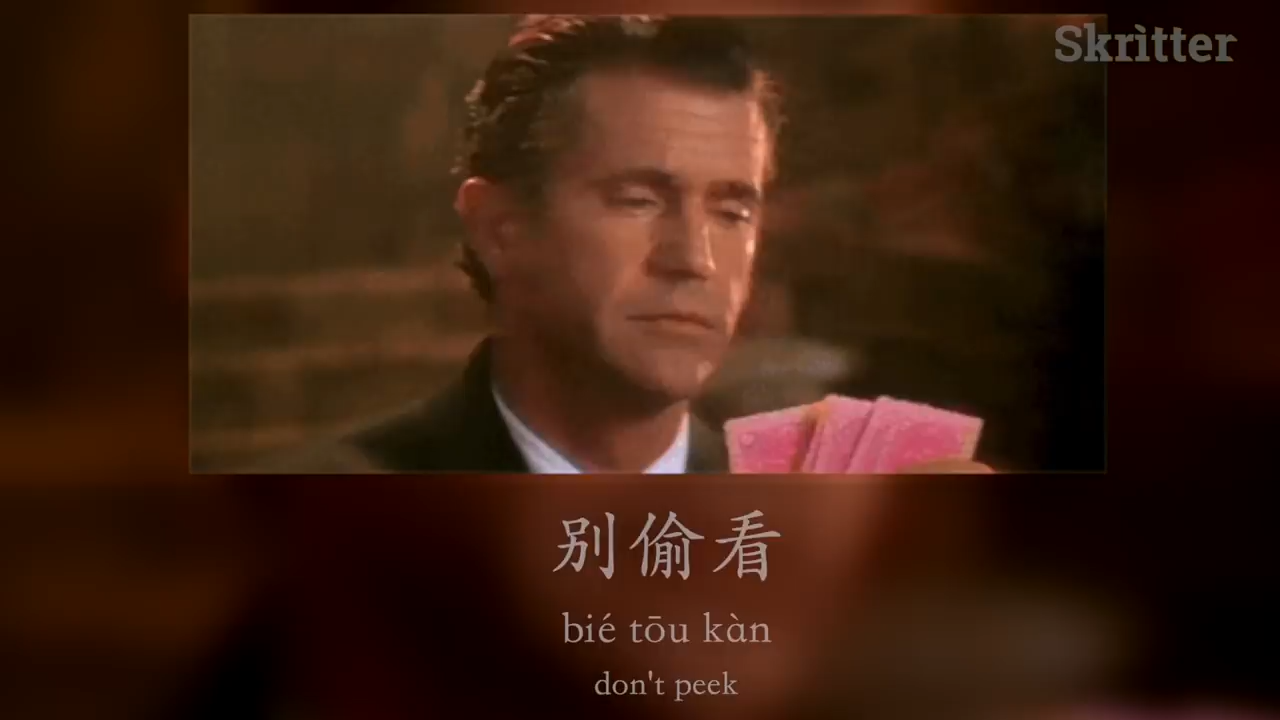 Skritter
别偷看
bié tōu kàn
don't peek